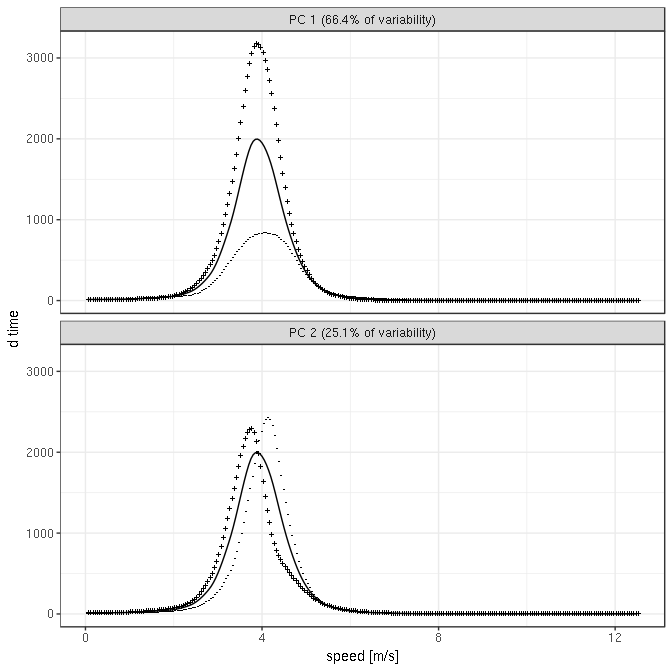 PC 1 (66.4% of variability)
3000
2000
1000
0
d time
PC 2 (25.1% of variability)
3000
2000
1000
0
0 4 8 12
speed [m/s]